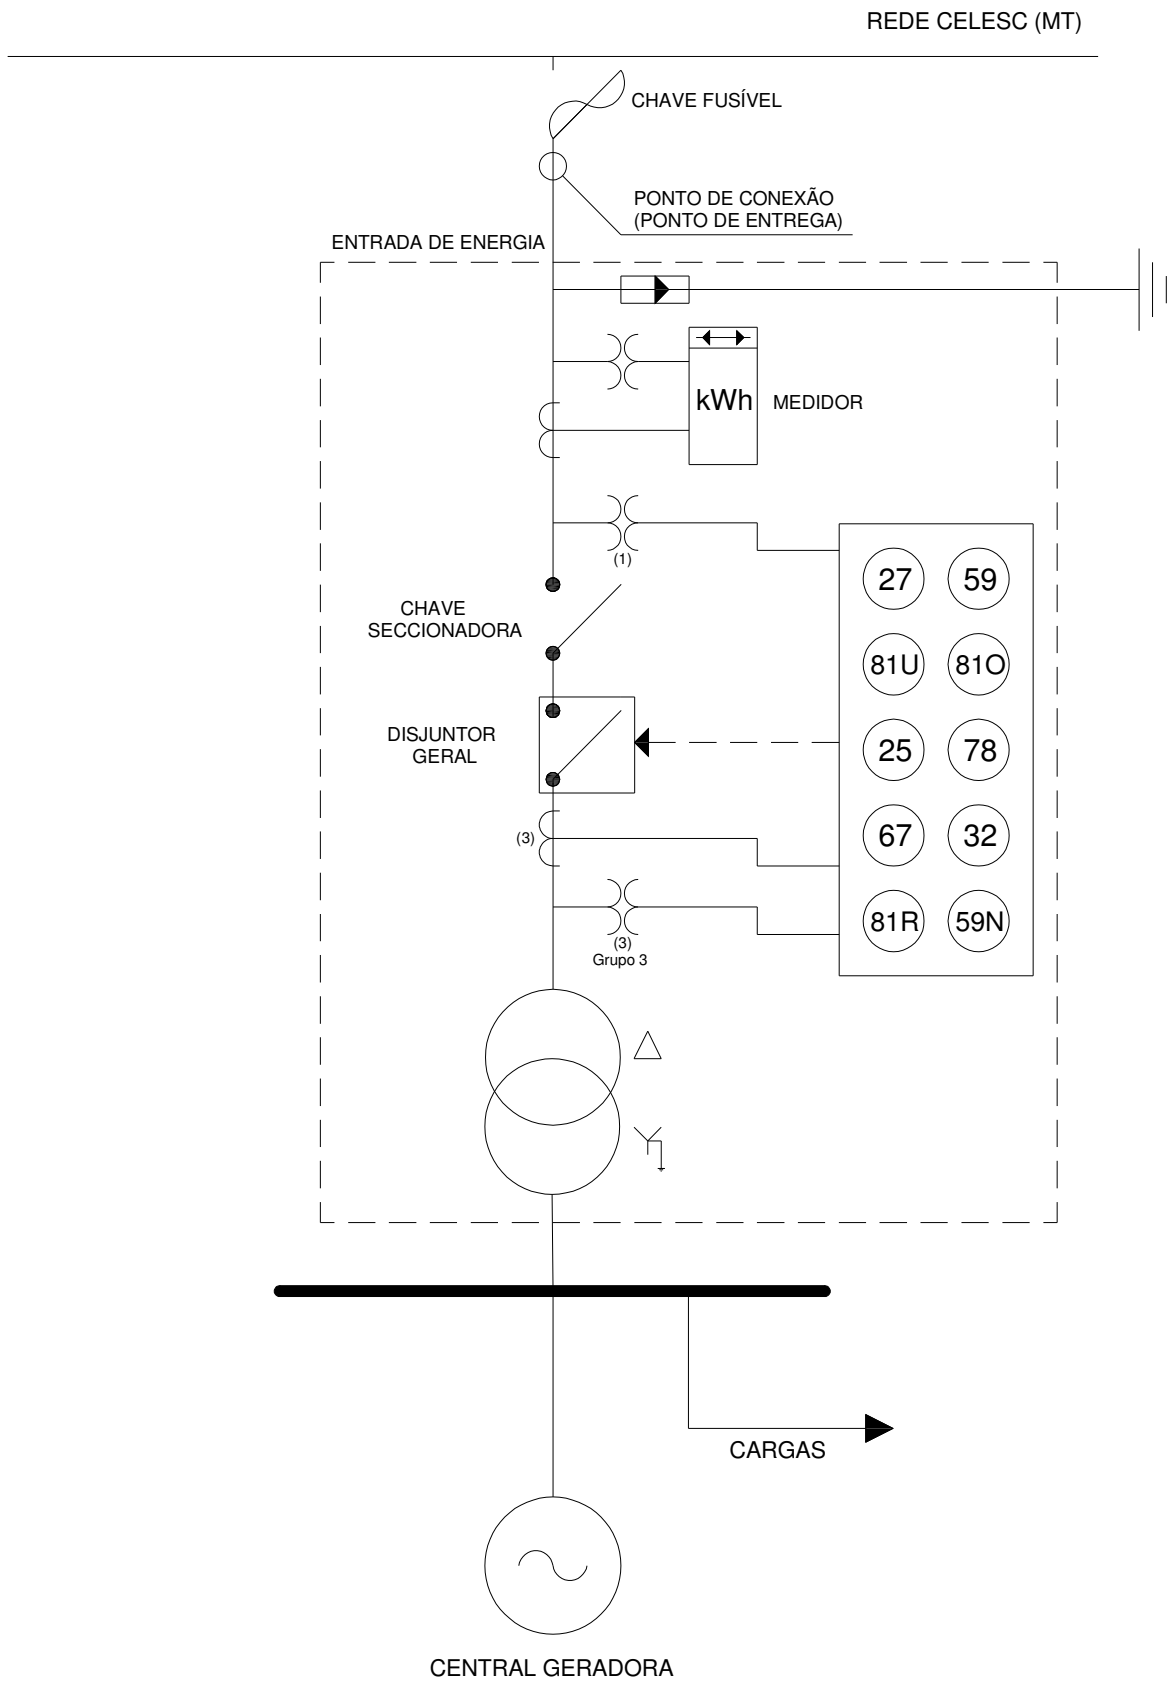 REDE CELESC (MT)
CHAVE FUSÍVEL
PONTO DE CONEXÃO
(PONTO DE ENTREGA)
ENTRADA DE ENERGIA
kWh
MEDIDOR
(1)
27 59
CHAVE
SECCIONADORA
81U 81O
DISJUNTOR
GERAL
25 78
(3)
67 32
81R 59N
(3)
Grupo 3
CARGAS
CENTRAL GERADORA